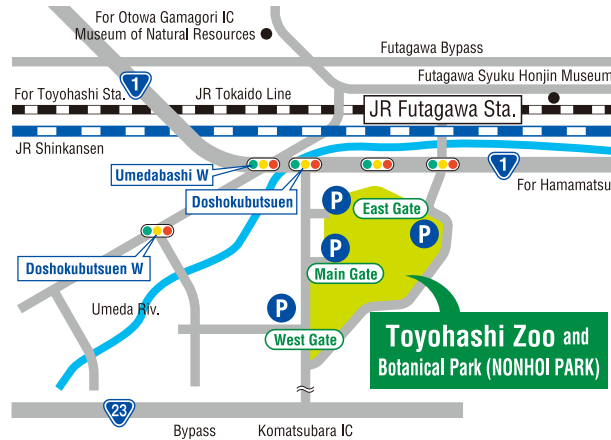 For Otowa Gamagori IC
Museum of Natural Resources
Futagawa Bypass
1
Futagawa Syuku Honjin Museum
For Toyohashi Sta.
JR Tokaido Line
JR Futagawa Sta.
JR Shinkansen
Umedabashi W
1
For Hamamatsu
Doshokubutsuen
P
East Gate
P
Doshokubutsuen W
P
Main Gate
Umeda Riv.
P
West Gate
Toyohashi Zoo and
Botanical Park (NONHOI PARK)
23
Bypass
Komatsubara IC